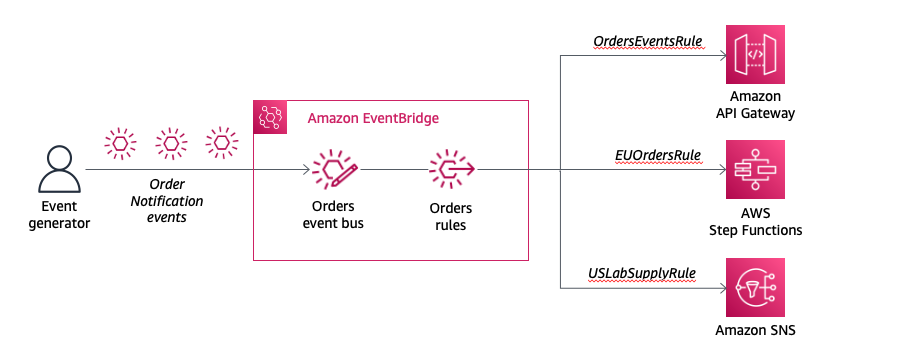 OrdersEventsRule
Amazon
API Gateway
Amazon EventBridge
Order
Notification
events
Event
generator
Orders
event bus
Orders
rules
EUOrdersRule
AWS
Step Functions
USLabSupplyRule
Amazon SNS